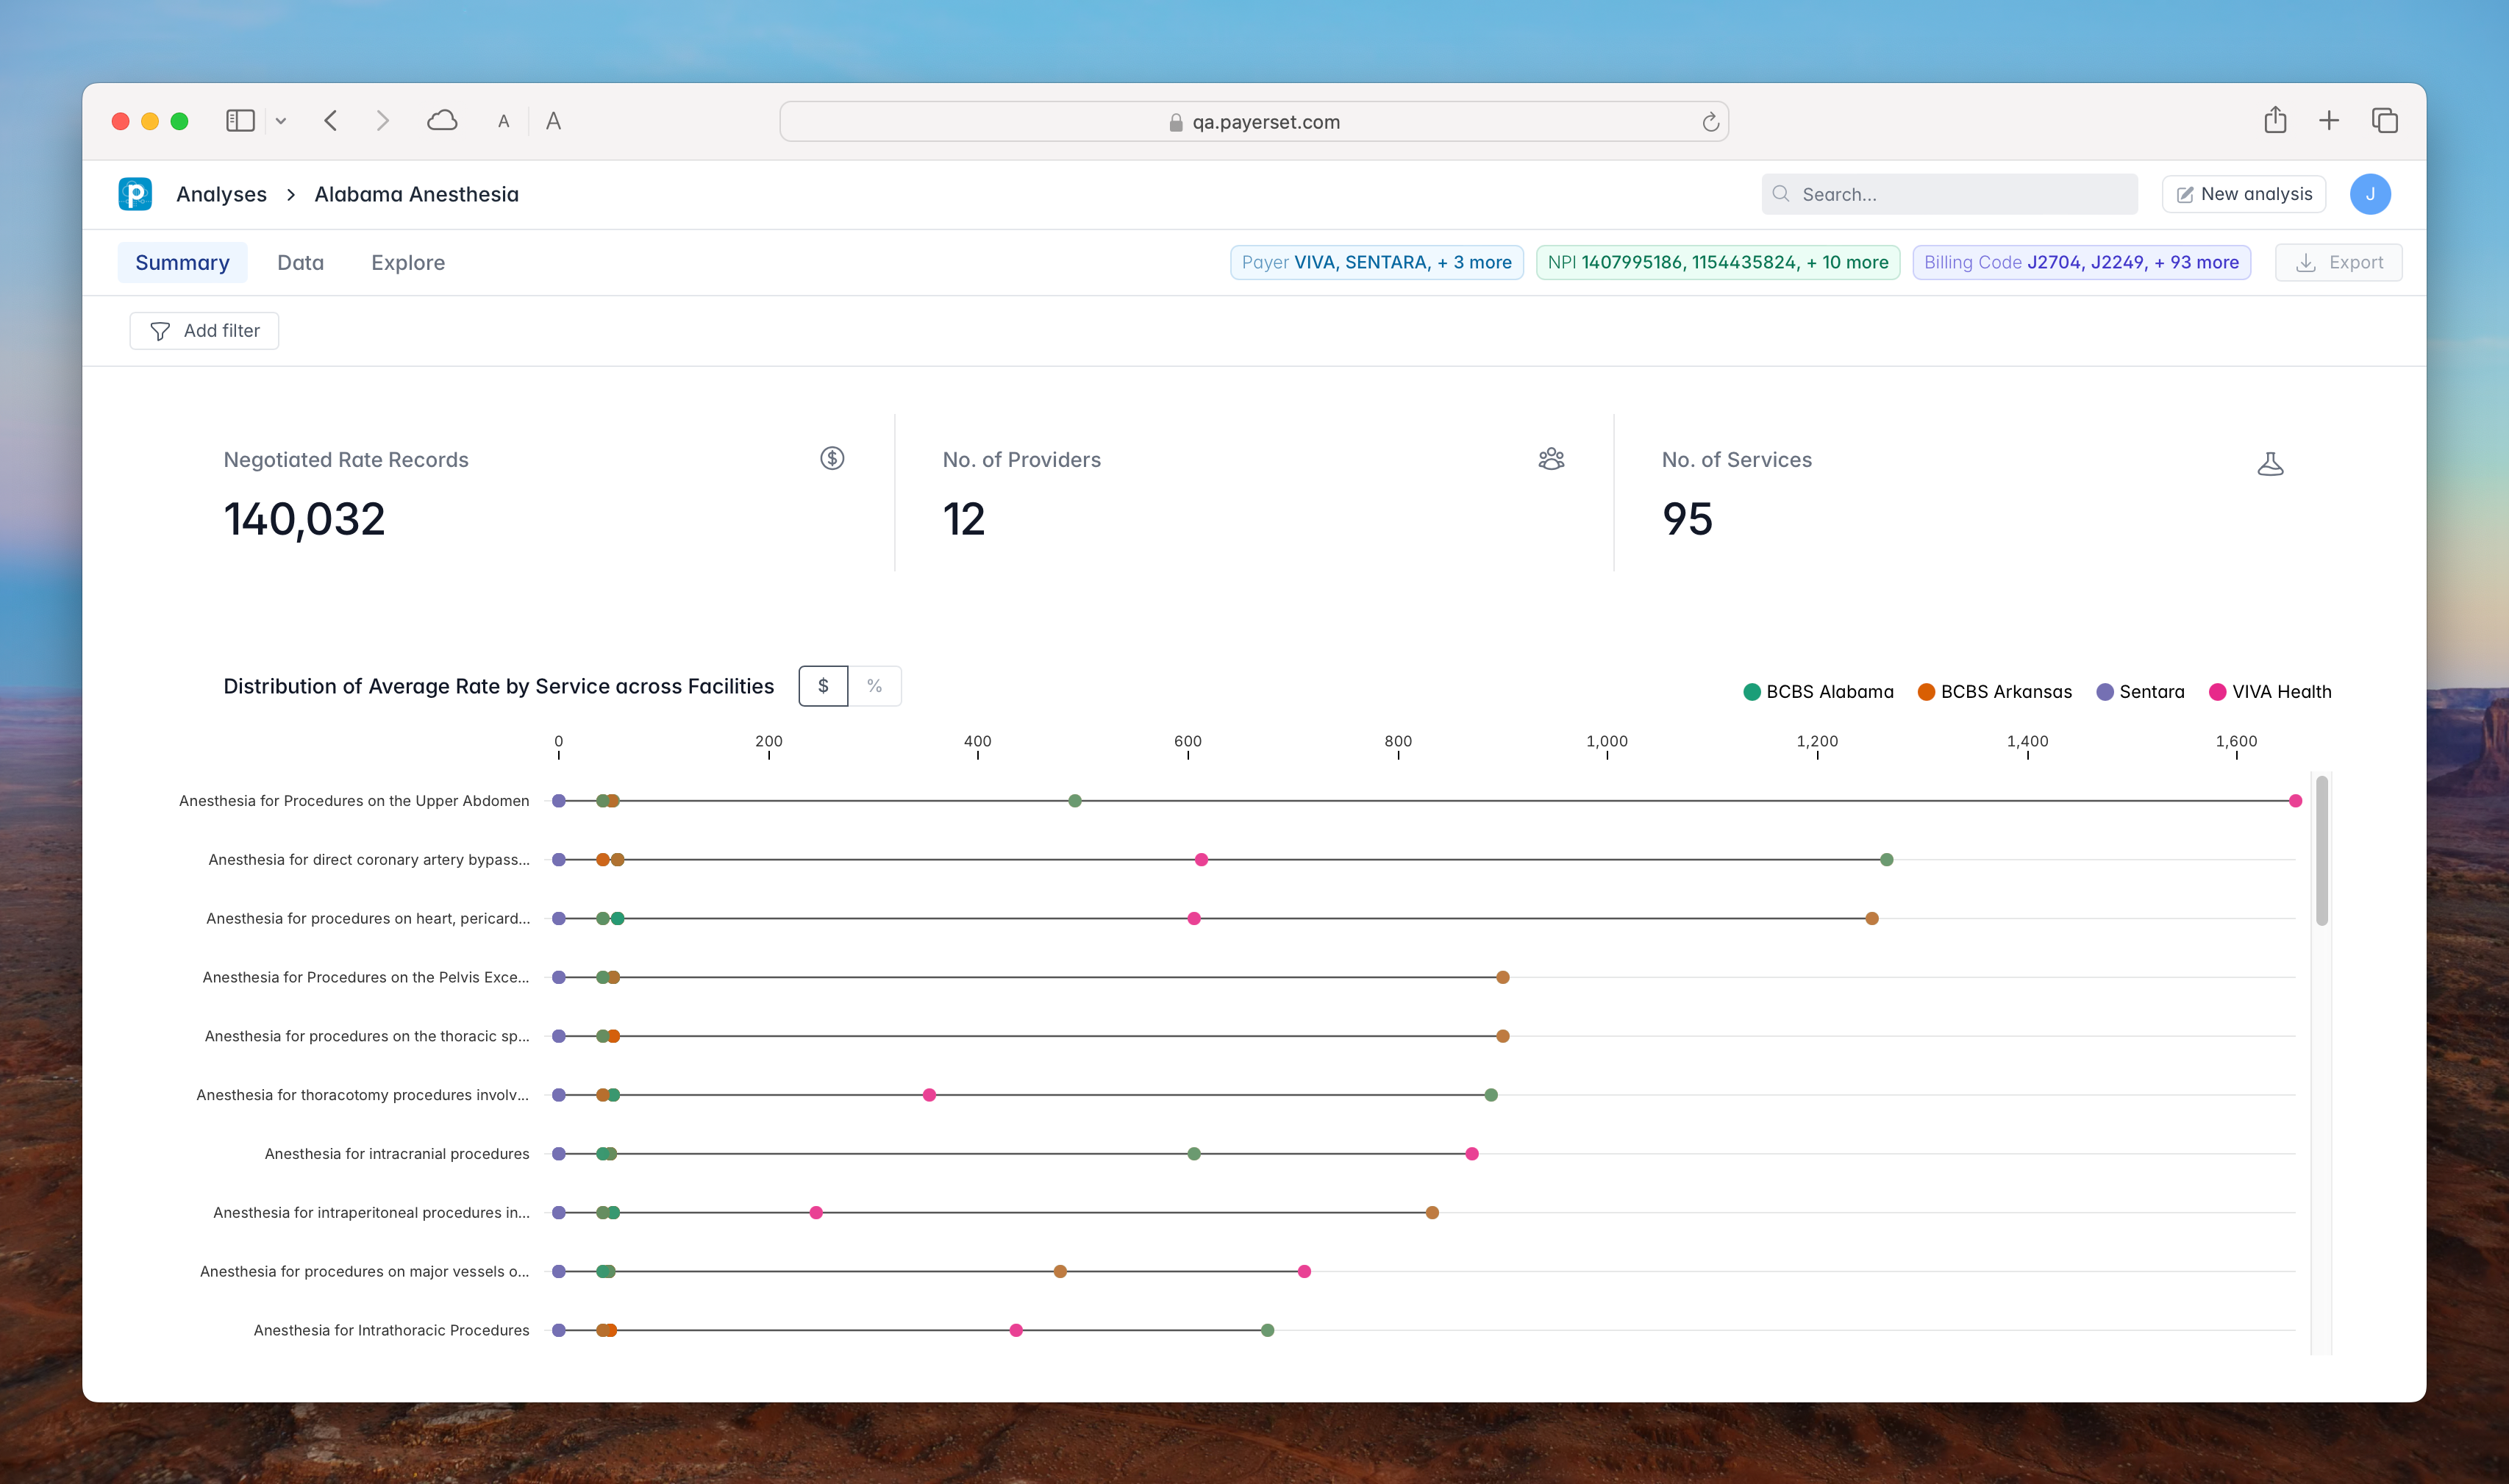 A A
qa.payerset.com
p
Analyses > Alabama Anesthesia
Search...
New analysis
J
Summary
Data
Explore
Payer VIVA, SENTARA, + 3 more
NPI 1407995186, 1154435824, + 10 more
Billing Code J2704, J2249, + 93 more
Export
Add filter
Negotiated Rate Records
$
140,032
No. of Providers
12
No. of Services
95
Distribution of Average Rate by Service across Facilities
$ %
BCBS Alabama BCBS Arkansas Sentara VIVA Health
0 200 400 600 800 1,000 1,200 1,400 1,600
Anesthesia for Procedures on the Upper Abdomen
Anesthesia for direct coronary artery bypass...
Anesthesia for procedures on heart, pericard...
Anesthesia for Procedures on the Pelvis Exce...
Anesthesia for procedures on the thoracic sp...
Anesthesia for thoracotomy procedures involv...
Anesthesia for intracranial procedures
Anesthesia for intraperitoneal procedures in...
Anesthesia for procedures on major vessels o...
Anesthesia for Intrathoracic Procedures